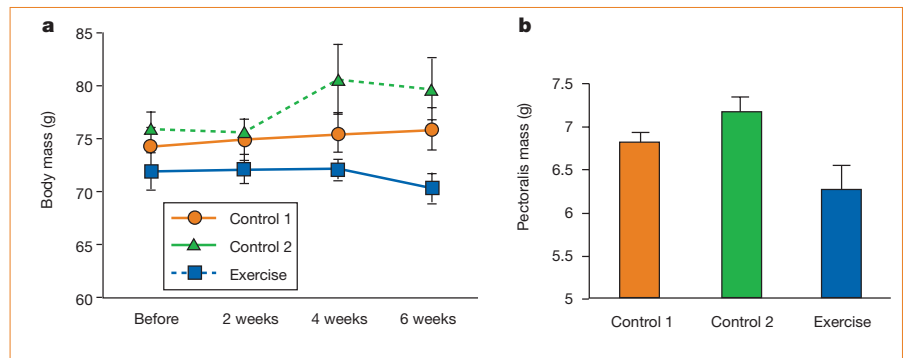 a
Body mass (g)
85
80
75
70
65
60
Before
2 weeks
4 weeks
6 weeks
Control 1
Control 2
Exercise
b
Pectoralis mass (g)
7.5
7
6.5
6
5.5
5
Control 1
Control 2
Exercise